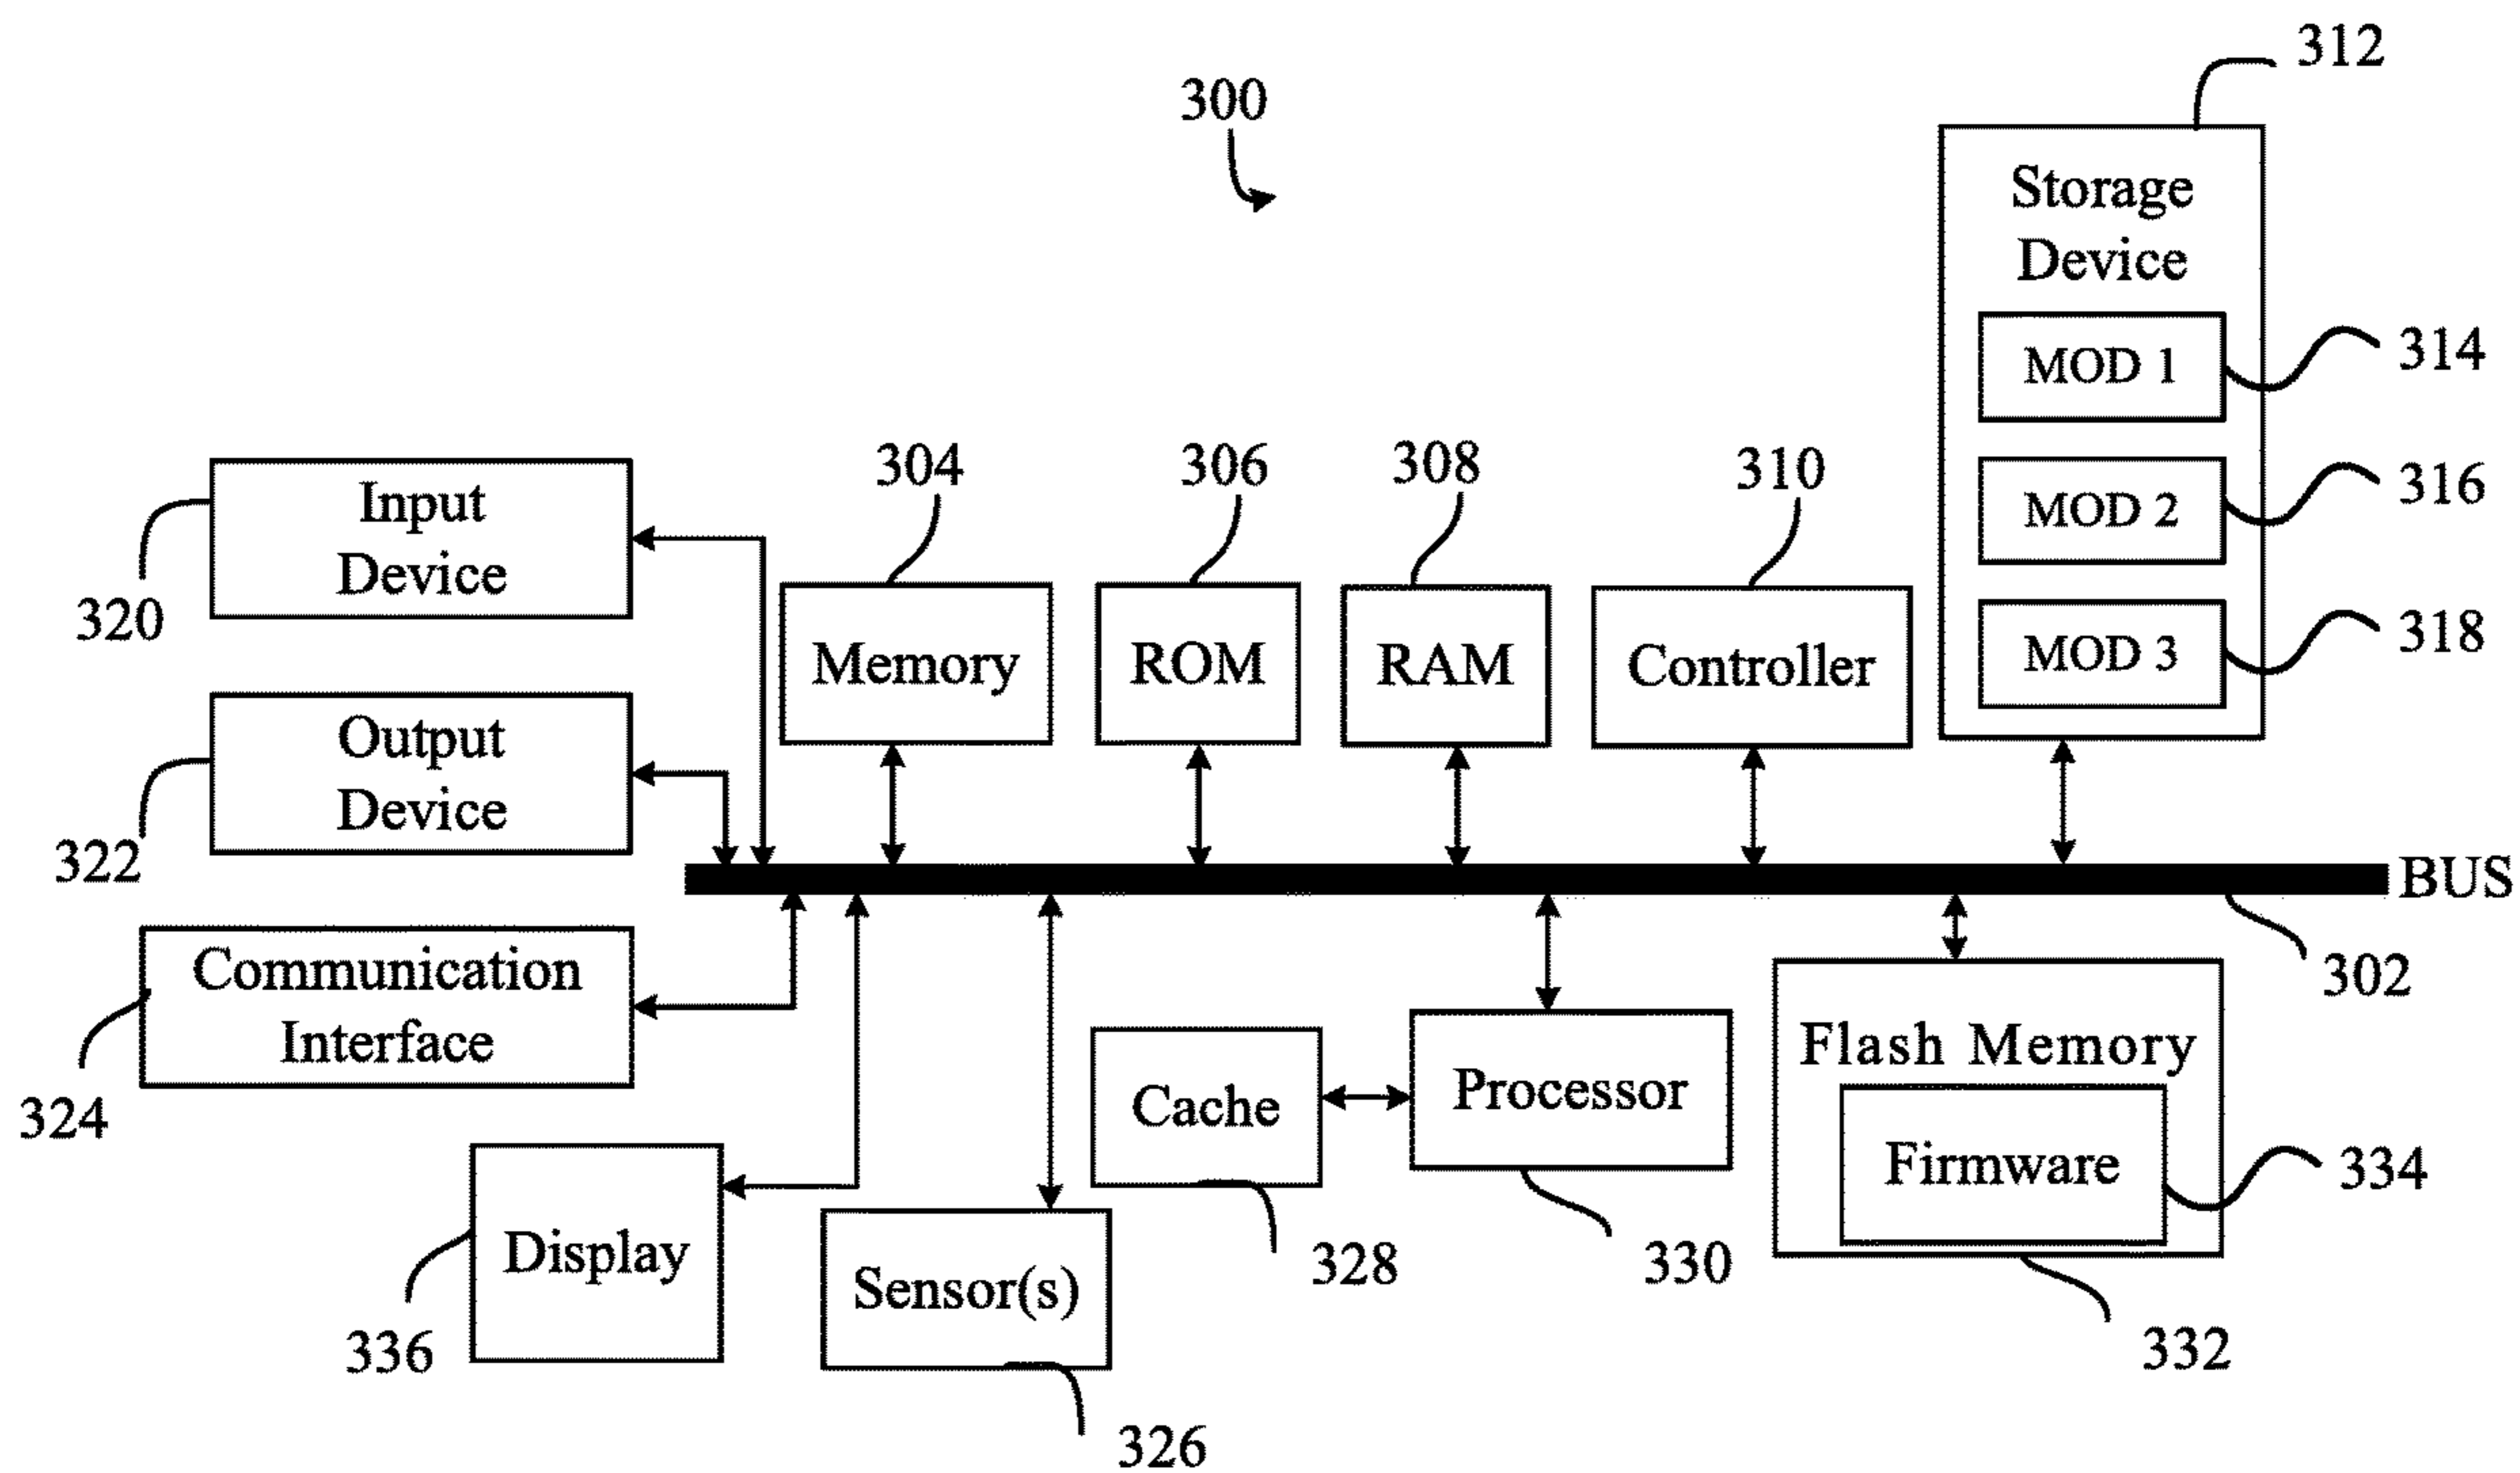 312
300
Storage
Device
MOD 1
314
MOD 2
316
MOD 3
318
304
306
308
310
Input
Device
320
Memory
ROM
RAM
Controller
Output
Device
322
BUS
302
Communication
Interface
324
Flash Memory
Firmware
334
332
Cache
328
Processor
330
Display
336
Sensor(s)
326